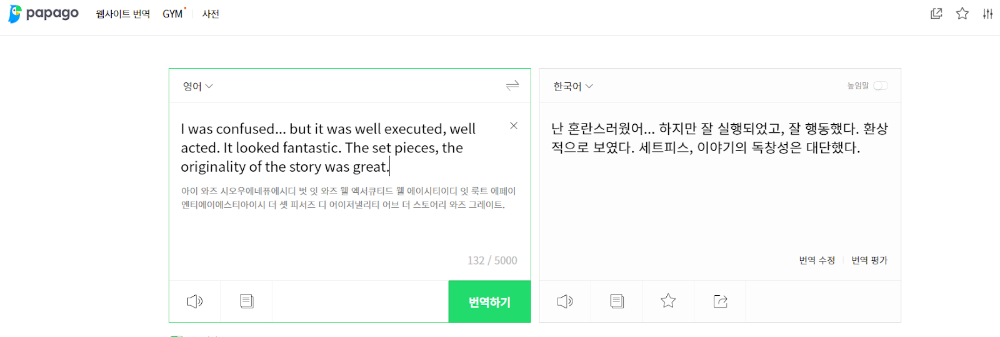 papago 웹사이트 번역 GYM 사전
영어
I was confused... but it was well executed, well
acted. It looked fantastic. The set pieces, the
originality of the story was great.
아이 와즈 시오우에네퓨에시디 벗 잇 와즈 웰 엑서큐티드 웰 에이시티이디 잇 룩트 에페이
엔티에이에스티아이시 더 셋 피서즈 디 어이저낼리티 어브 더 스토어리 와즈 그레이트.
132 / 5000
번역하기
한국어 높임말
난 혼란스러웠어... 하지만 잘 실행되었고, 잘 행동했다. 환상
적으로 보였다. 세트피스, 이야기의 독창성은 대단했다.
번역 수정 번역 평가